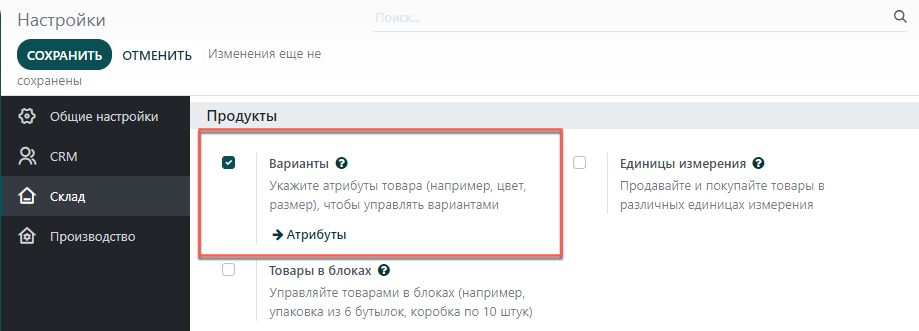 Настройки
Поиск...
СОХРАНИТЬ ОТМЕНИТЬ Изменения еще не
сохранены
Общие настройки
CRM
Склад
Производство
Продукты
Варианты ?
Укажите атрибуты товара (например, цвет,
размер), чтобы управлять вариантами
→ Атрибуты
Единицы измерения ?
Продавайте и покупайте товары в
различных единицах измерения
Товары в блоках ?
Управляйте товарами в блоках (например,
упаковка из 6 бутылок, коробка по 10 штук)